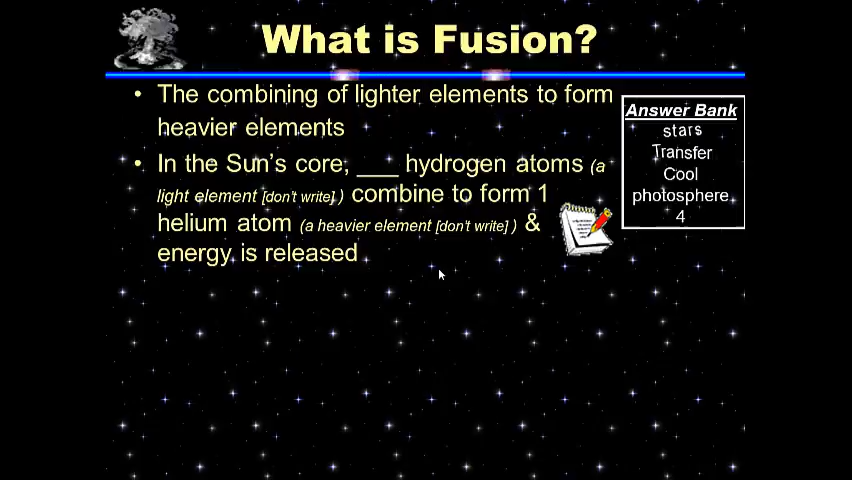 What is Fusion?
• The combining of lighter elements to form
heavier elements
• In the Sun's core, ___ hydrogen atoms (a
light element [don't write] ) combine to form 1
helium atom (a heavier element [don't write] ) &
energy is released
Answer Bank
stars
Transfer
Cool
photosphere
4